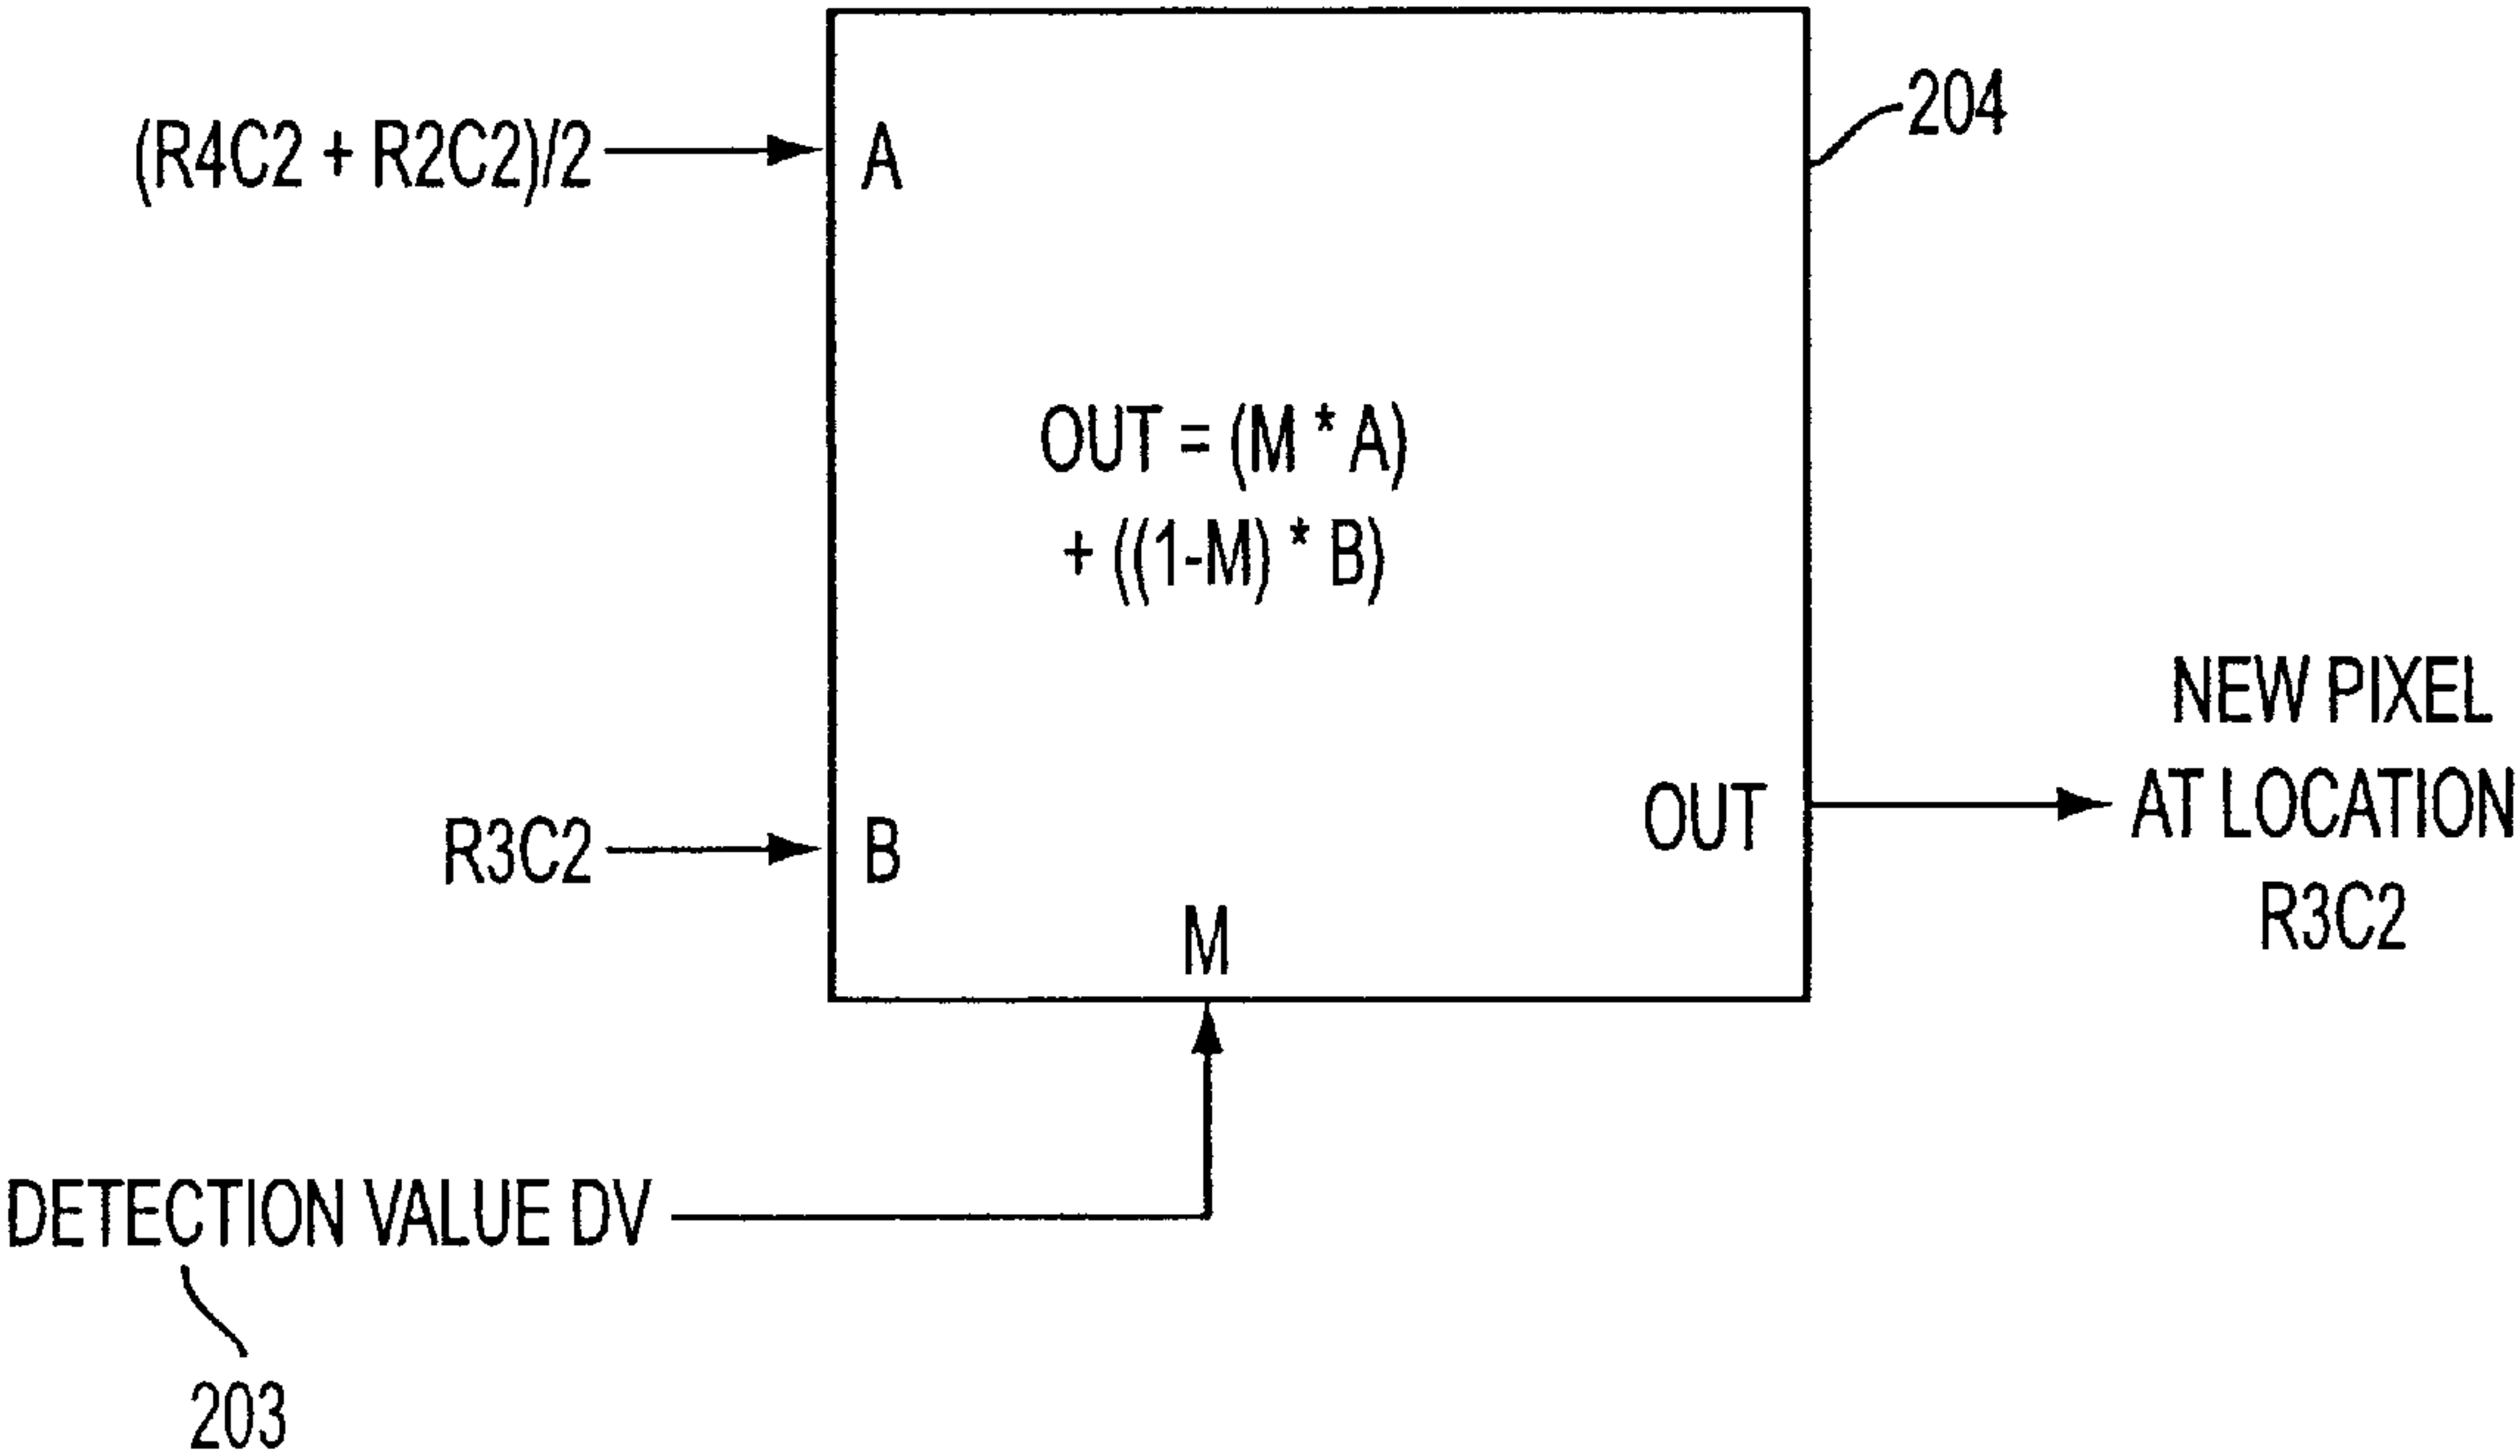 204
(R4C2 + R2C2)/2
A
OUT = (M * A)
+ ((1-M) * B)
NEW PIXEL
AT LOCATION
R3C2
OUT
R3C2
B
M
DETECTION VALUE DV
203